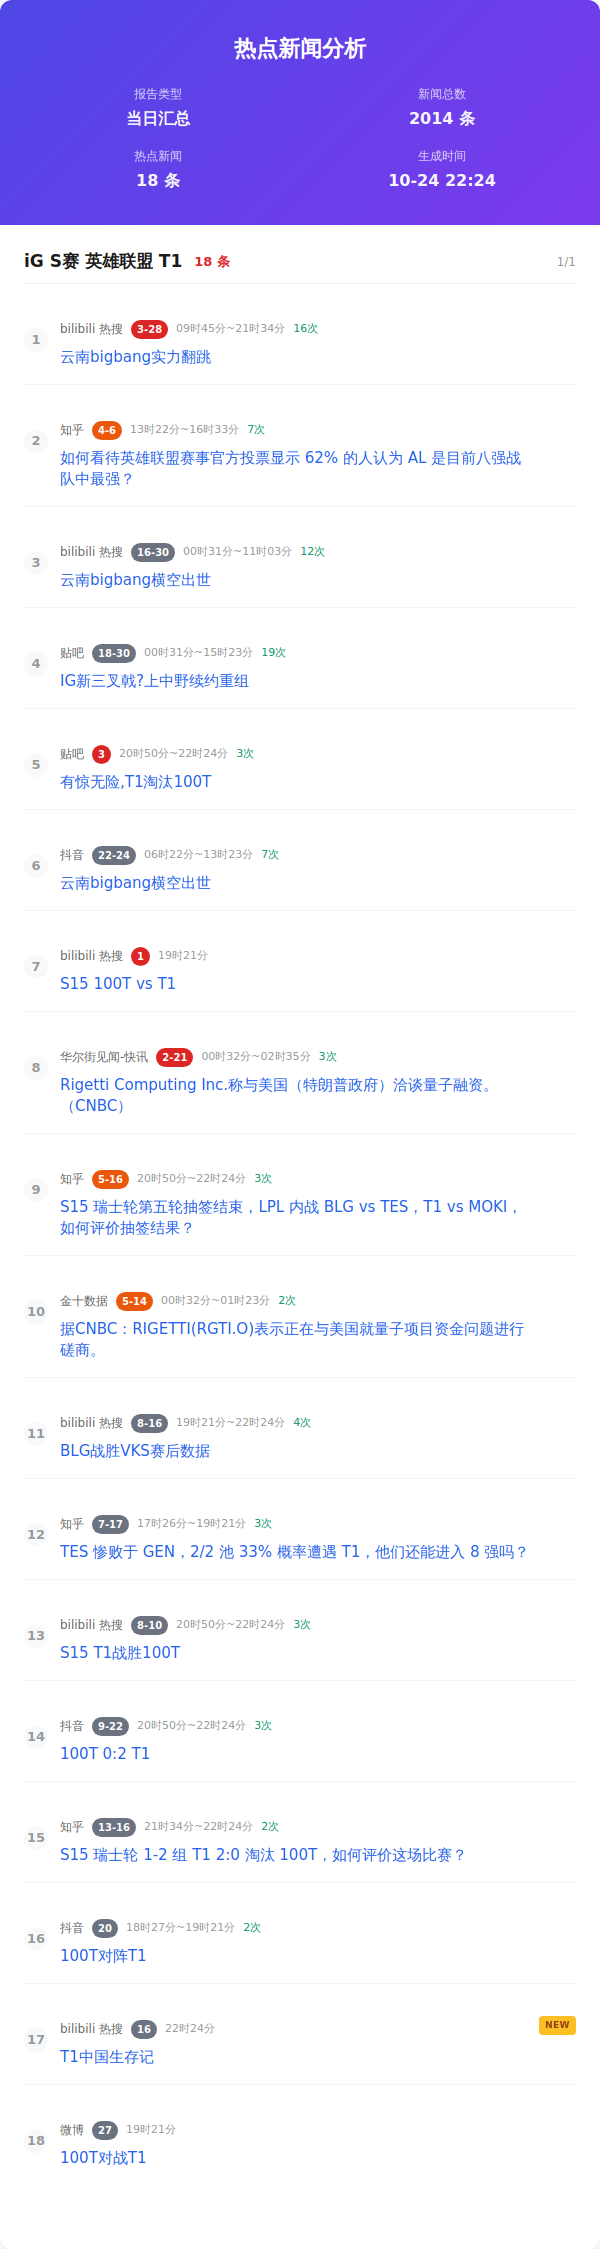 热点新闻分析
报告类型
新闻总数
当日汇总
2014 条
热点新闻
生成时间
18 条
10-24 22:24
iG S赛 英雄联盟 T1 18 条 1/1
1
bilibili 热搜 3-28 09时45分~21时34分 16次
云南bigbang实力翻跳
2
知乎 4-6 13时22分~16时33分 7次
如何看待英雄联盟赛事官方投票显示 62% 的人认为 AL 是目前八强战
队中最强？
3
bilibili 热搜 16-30 00时31分~11时03分 12次
云南bigbang横空出世
4
贴吧 18-30 00时31分~15时23分 19次
IG新三叉戟?上中野续约重组
5
贴吧 3 20时50分~22时24分 3次
有惊无险,T1淘汰100T
6
抖音 22-24 06时22分~13时23分 7次
云南bigbang横空出世
7
bilibili 热搜 1 19时21分
S15 100T vs T1
8
华尔街见闻-快讯 2-21 00时32分~02时35分 3次
Rigetti Computing Inc.称与美国（特朗普政府）洽谈量子融资。
（CNBC）
9
知乎 5-16 20时50分~22时24分 3次
S15 瑞士轮第五轮抽签结束，LPL 内战 BLG vs TES，T1 vs MOKI，
如何评价抽签结果？
10
金十数据 5-14 00时32分~01时23分 2次
据CNBC：RIGETTI(RGTI.O)表示正在与美国就量子项目资金问题进行
磋商。
11
bilibili 热搜 8-16 19时21分~22时24分 4次
BLG战胜VKS赛后数据
12
知乎 7-17 17时26分~19时21分 3次
TES 惨败于 GEN，2/2 池 33% 概率遭遇 T1，他们还能进入 8 强吗？
13
bilibili 热搜 8-10 20时50分~22时24分 3次
S15 T1战胜100T
14
抖音 9-22 20时50分~22时24分 3次
100T 0:2 T1
15
知乎 13-16 21时34分~22时24分 2次
S15 瑞士轮 1-2 组 T1 2:0 淘汰 100T，如何评价这场比赛？
16
抖音 20 18时27分~19时21分 2次
100T对阵T1
17
bilibili 热搜 16 22时24分 NEW
T1中国生存记
18
微博 27 19时21分
100T对战T1